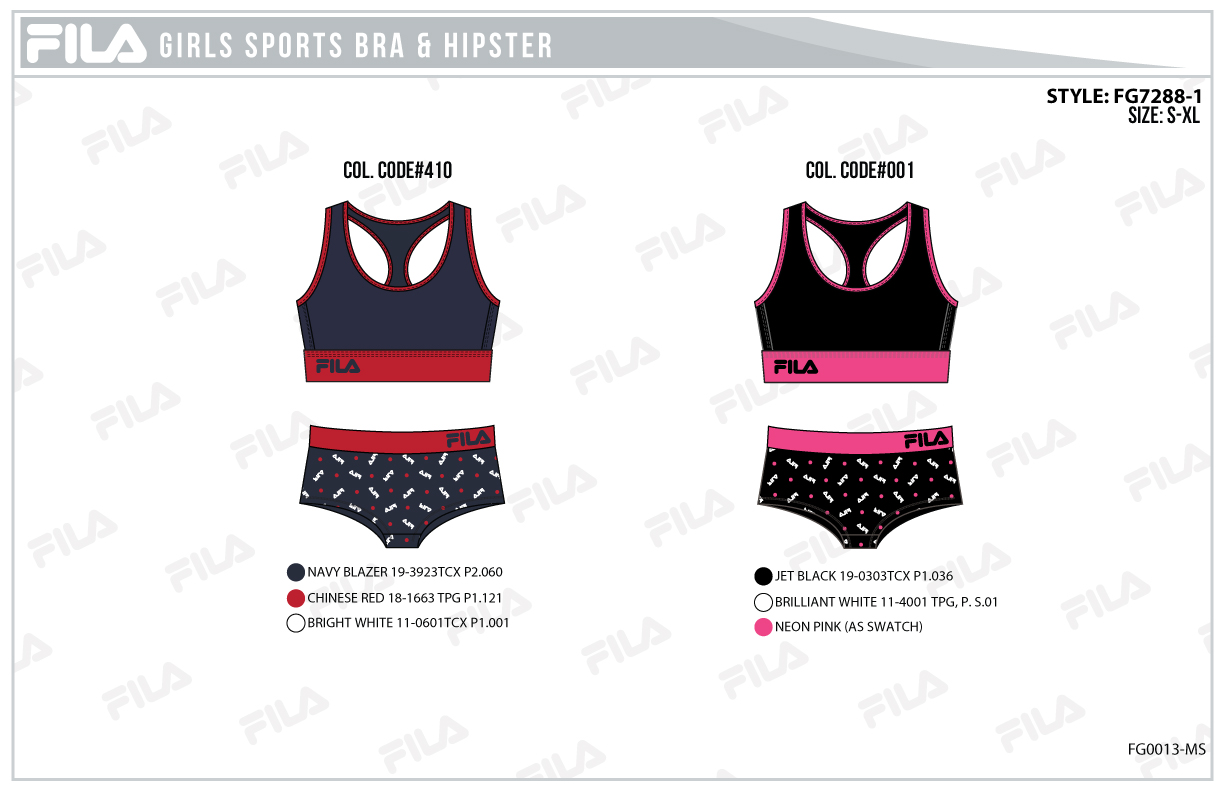 FILA GIRLS SPORTS BRA & HIPSTER
STYLE: FG7288-1
SIZE: S-XL
COL. CODE#410
COL. CODE#001
FILA
FILA
FILA
FILA
NAVY BLAZER 19-3923TCX P2.060
CHINESE RED 18-1663 TPG P1.121
BRIGHT WHITE 11-0601TCX P1.001
JET BLACK 19-0303TCX P1.036
BRILLIANT WHITE 11-4001 TPG, P. S.01
NEON PINK (AS SWATCH)
FG0013-MS